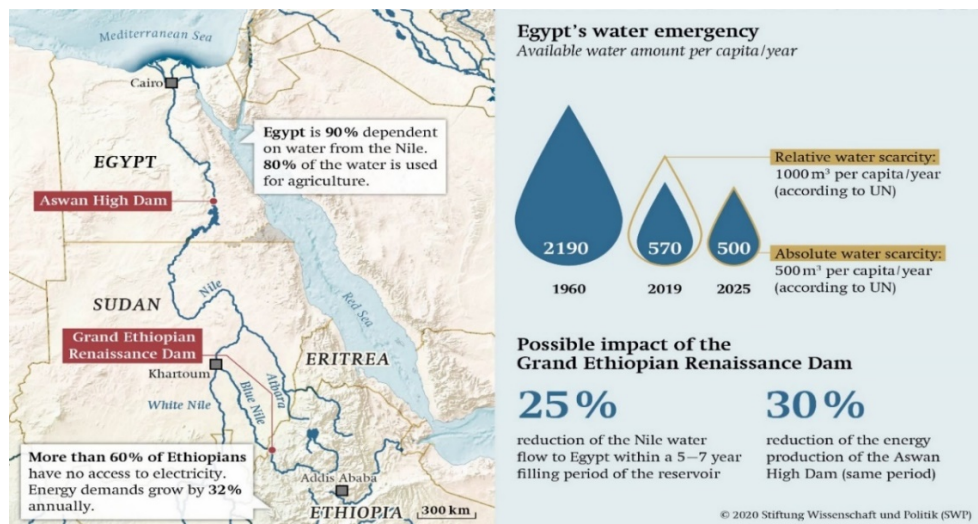 Mediterranean Sea
Cairo
EGYPT
Egypt is 90% dependent
on water from the Nile.
80% of the water is used
for agriculture.
Aswan High Dam
SUDAN
Nile
Red Sea
Grand Ethiopian
Renaissance Dam
ERITREA
Khartoum
Atbara
Blue Nile
White Nile
More than 60% of Ethiopians
have no access to electricity.
Energy demands grow by 32%
annually.
Addis Ababa
ETHIOPIA
300 km
Egypt's water emergency
Available water amount per capita/year
Relative water scarcity:
1000 m³ per capita/year
(according to UN)
2190
570
500
Absolute water scarcity:
500 m³ per capita/year
(according to UN)
1960
2019
2025
Possible impact of the
Grand Ethiopian Renaissance Dam
25 %
reduction of the Nile water
flow to Egypt within a 5–7 year
filling period of the reservoir
30 %
reduction of the energy
production of the Aswan
High Dam (same period)
© 2020 Stiftung Wissenschaft und Politik (SWP)